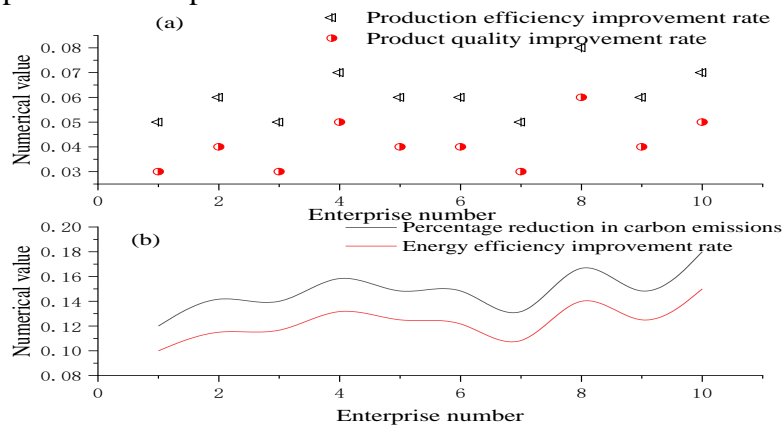 (a)
Production efficiency improvement rate
Product quality improvement rate
Numerical value
0.08
0.07
0.06
0.05
0.04
0.03
0 2 4 6 8 10
Enterprise number
(b)
Percentage reduction in carbon emissions
Energy efficiency improvement rate
Numerical value
0.20
0.18
0.16
0.14
0.12
0.10
0.08
0 2 4 6 8 10
Enterprise number